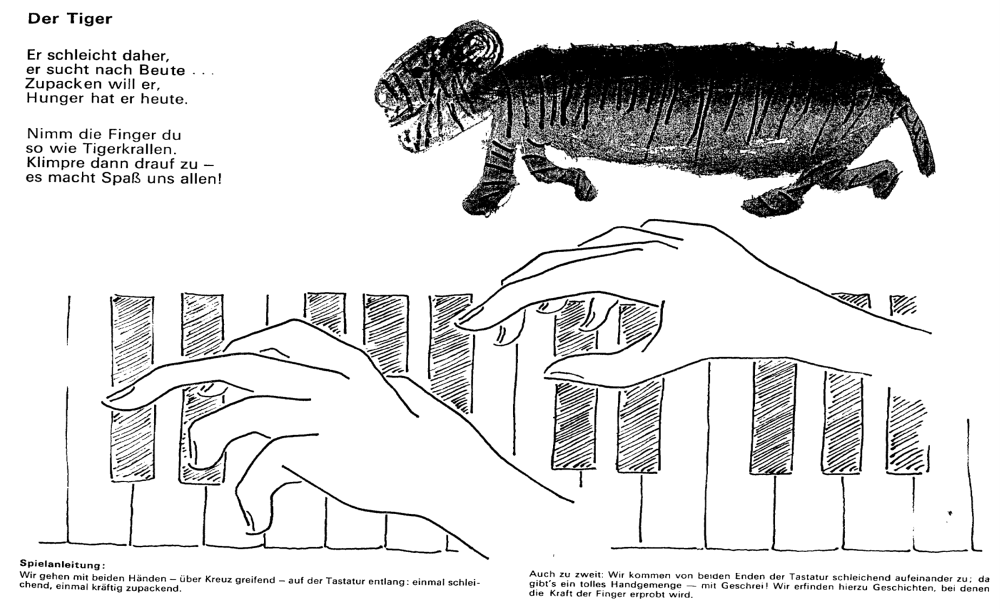 Der Tiger
Er schleicht daher,
er sucht nach Beute . . .
Zupacken will er,
Hunger hat er heute.
Nimm die Finger du
so wie Tigerkrallen.
Klimpre dann drauf zu –
es macht Spaß uns allen!
Spielanleitung:
Wir gehen mit beiden Händen – über Kreuz greifend – auf der Tastatur entlang: einmal schlei-
chend, einmal kräftig zupackend.
Auch zu zweit: Wir kommen von beiden Enden der Tastatur schleichend aufeinander zu; da
gibt's ein tolles Handgemenge — mit Geschrei! Wir erfinden hierzu Geschichten, bei denen
die Kraft der Finger erprobt wird.